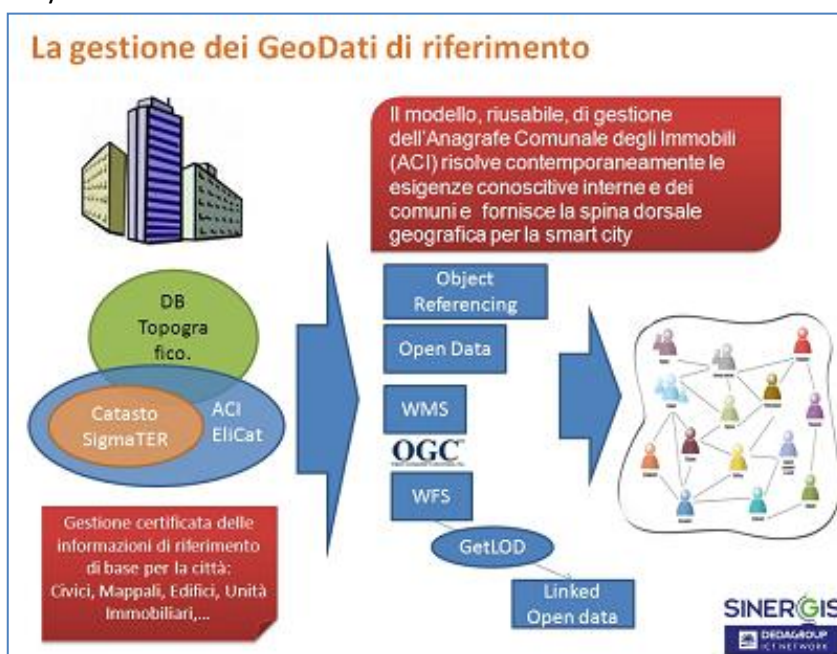 La gestione dei GeoDati di riferimento
Il modello, riusabile, di gestione
dell'Anagrafe Comunale degli Immobili
(ACI) risolve contemporaneamente le
esigenze conoscitive interne e dei
comuni e fornisce la spina dorsale
geografica per la smart city
DB
Topogra
fico.
Catasto
SigmaTER
ACI
EliCat
Gestione certificata delle
informazioni di riferimento
di base per la città:
Civici, Mappali, Edifici, Unità
Immobiliari,...
Object
Referencing
Open Data
WMS
OGC
WFS
GetLOD
Linked
Open data
SINERGIS
DEDAGROUP
ICT NETWORK